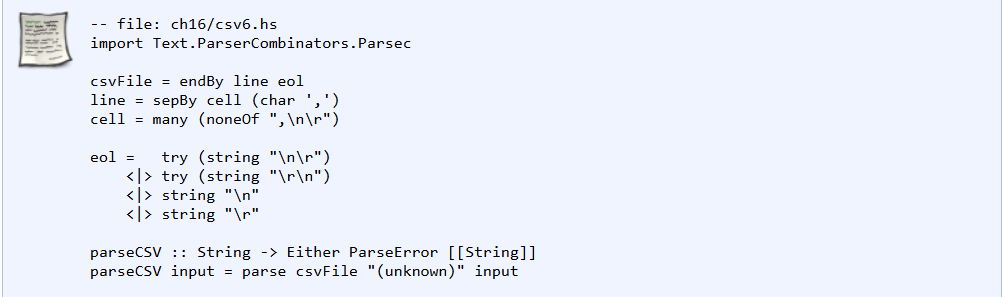 -- file: ch16/csv6.hs
import Text.ParserCombinators.Parsec

csvFile = endBy line eol
line = sepBy cell (char ',')
cell = many (noneOf ",\n\r")

eol =   try (string "\n\r")
    <|> try (string "\r\n")
    <|> string "\n"
    <|> string "\r"

parseCSV :: String -> Either ParseError [[String]]
parseCSV input = parse csvFile "(unknown)" input